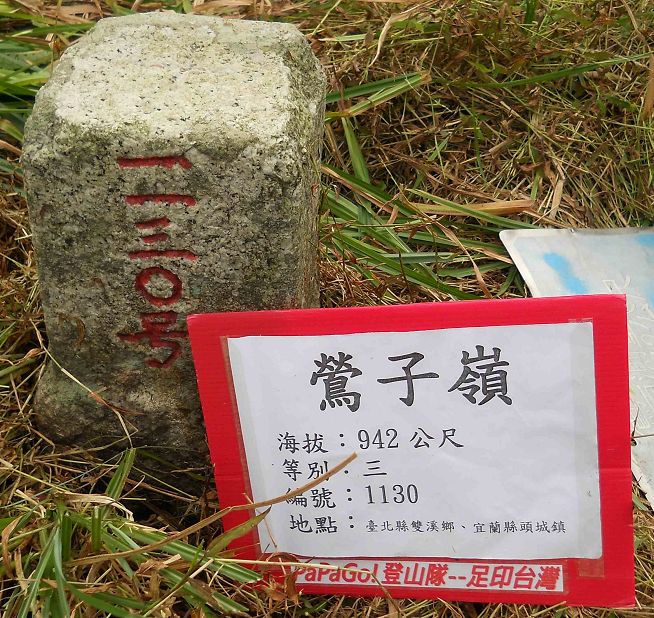 一一三〇号
鶯子嶺
海拔：942公尺
等別：三
編號：1130
地點：臺北縣雙溪鄉、宜蘭縣頭城鎮
PaPaGo!登山隊--足印台灣